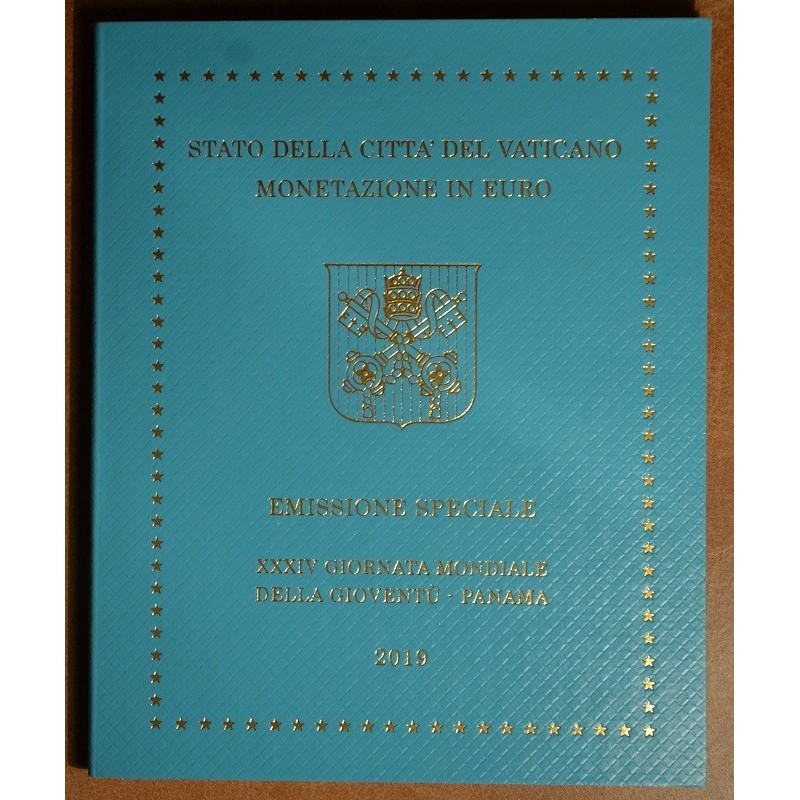 STATO DELLA CITTA' DEL VATICANO
MONETAZIONE IN EURO
EMISSIONE SPECIALE
XXXIV GIORNATA MONDIALE
DELLA GIOVENTÙ - PANAMA
2019